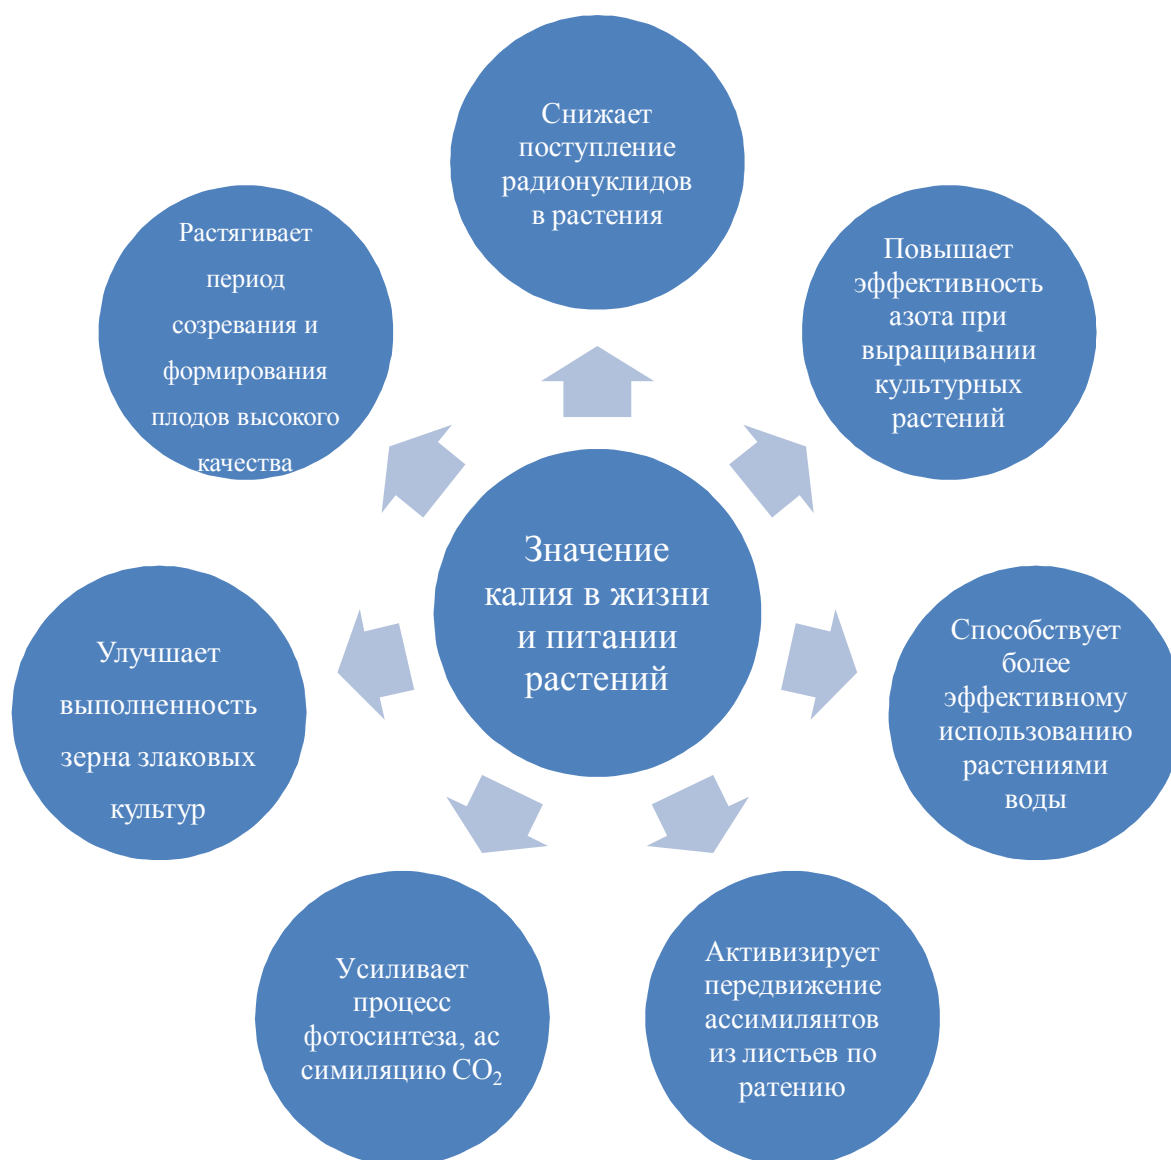 Снижает
поступление
радионуклидов
в растения
Растягивает
период
созревания и
формирования
плодов высокого
качества
Повышает
эффективность
азота при
выращивании
культурных
растений
Значение
калия в жизни
и питании
растений
Улучшает
выполненность
зерна злаковых
культур
Способствует
более
эффективному
использованию
растениями
воды
Усиливает
процесс
фотосинтеза, ас
симиляцию CO₂
Активизирует
передвижение
ассимилянтов
из листьев по
ратению